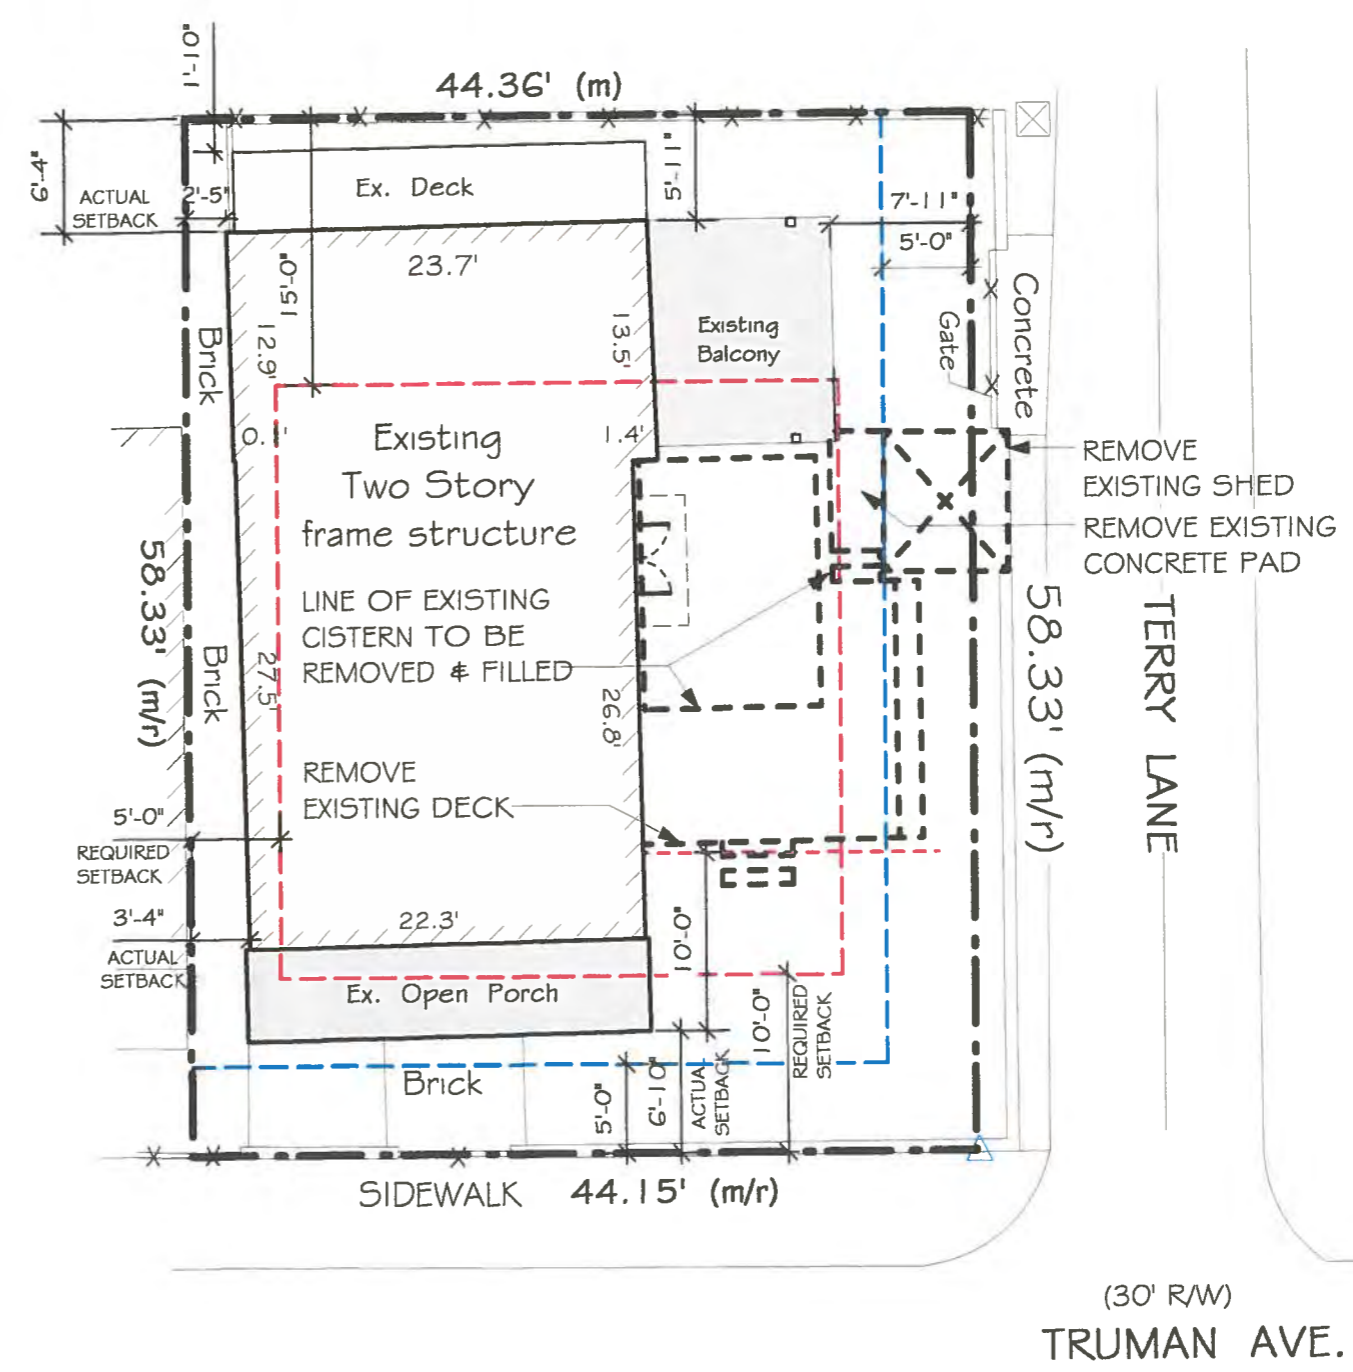 1'-10"
44.36' (m)
6'-4"
ACTUAL
SETBACK
2'-5"
Ex. Deck
5'-11"
7'-11"
5'-0"
23.7'
15'-0"
12.9'
13.5'
Existing
Balcony
Brick
Gate
Concrete
1.4'
Existing
Two Story
frame structure
REMOVE
EXISTING SHED
REMOVE EXISTING
CONCRETE PAD
58.33' (m/r)
Brick
27.5'
LINE OF EXISTING
CISTERN TO BE
REMOVED & FILLED
26.8'
58.33' (m/r)
TERRY LANE
REMOVE
EXISTING DECK
5'-0"
REQUIRED
SETBACK
3'-4"
ACTUAL
SETBACK
22.3'
Ex. Open Porch
10'-0"
10'-0"
REQUIRED
SETBACK
Brick
5'-0"
6'-10"
ACTUAL
SETBACK
SIDEWALK 44.15' (m/r)
(30' R/W)
TRUMAN AVE.